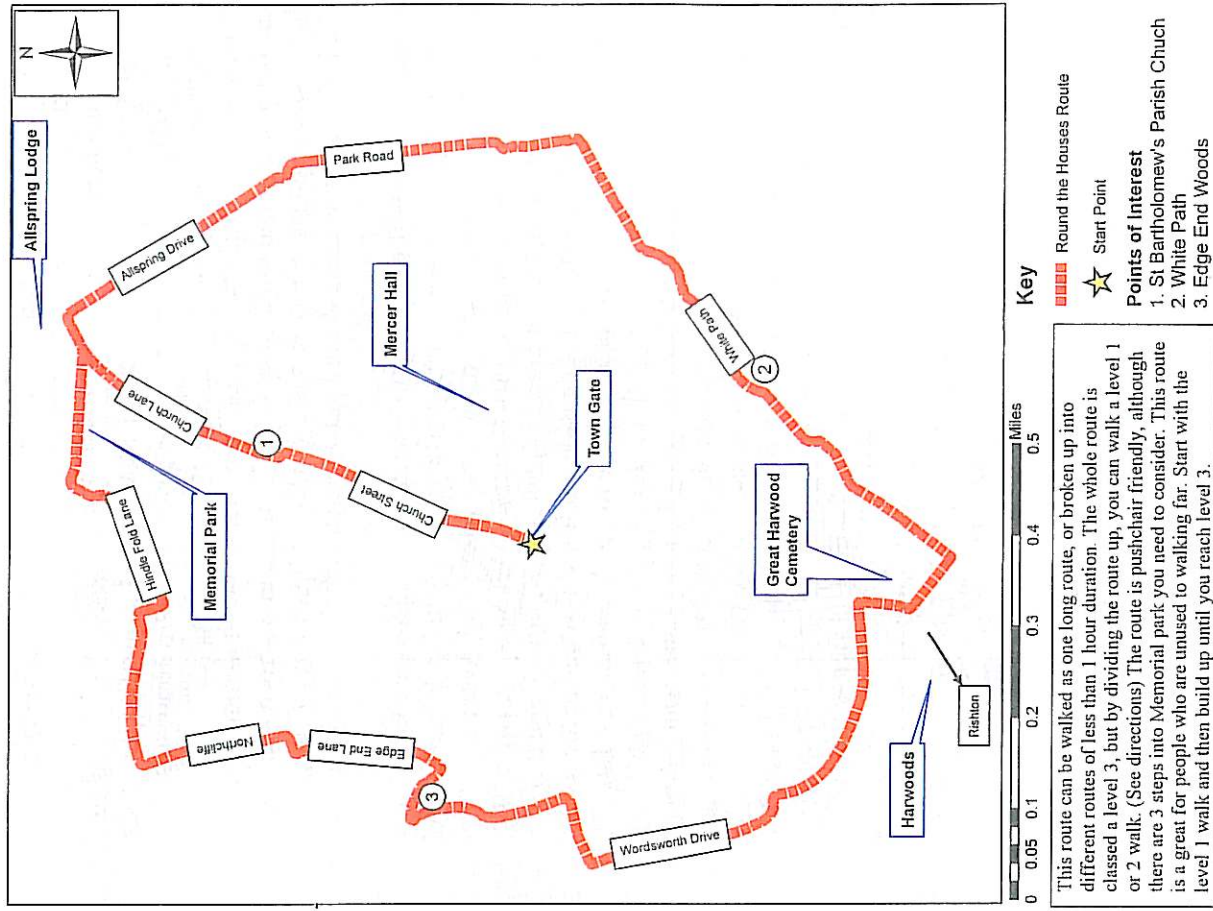 N
Allspring Lodge
Allspring Drive
Park Road
Church Lane
Mercer Hall
Hindle Fold Lane
Memorial Park
1
Church Street
Town Gate
White Path
2
Northcliffe
Edge End Lane
3
Great Harwood
Cemetery
Wordsworth Drive
Harwoods
Rishton
0 0.05 0.1 0.2 0.3 0.4 0.5
Miles
Key
Round the Houses Route
Start Point
Points of Interest
1. St Bartholomew's Parish Chuch
2. White Path
3. Edge End Woods
This route can be walked as one long route, or broken up into
different routes of less than 1 hour duration. The whole route is
classed a level 3, but by dividing the route up, you can walk a level 1
or 2 walk. (See directions) The route is pushchair friendly, although
there are 3 steps into Memorial park you need to consider. This route
is a great for people who are unused to walking far. Start with the
level 1 walk and then build up until you reach level 3.